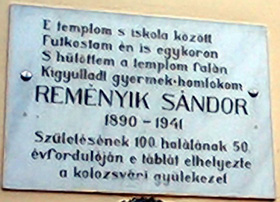 E templom s iskola között
Futkostam én is egykoron
S hűtöttem a templom falán
Kigyulladt gyermek-homlokom
REMÉNYIK SÁNDOR
1890-1941
Születésének 100. halálának 50.
évfordulóján e táblát elhelyezte
a kolozsvári gyülekezet